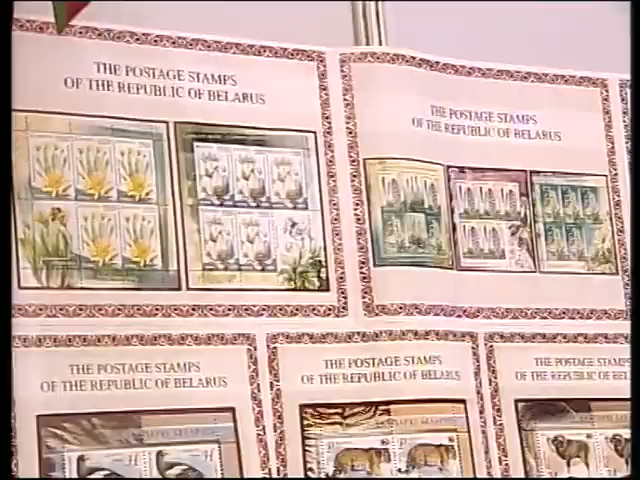 THE POSTAGE STAMPS
OF THE REPUBLIC OF BELARUS
THE POSTAGE STAMPS
OF THE REPUBLIC OF BELARUS
THE POSTAGE STAMPS
OF THE REPUBLIC OF BELARUS
THE POSTAGE STAMPS
OF THE REPUBLIC OF BELARUS
THE POSTAGE STAMPS
OF THE REPUBLIC OF BEL